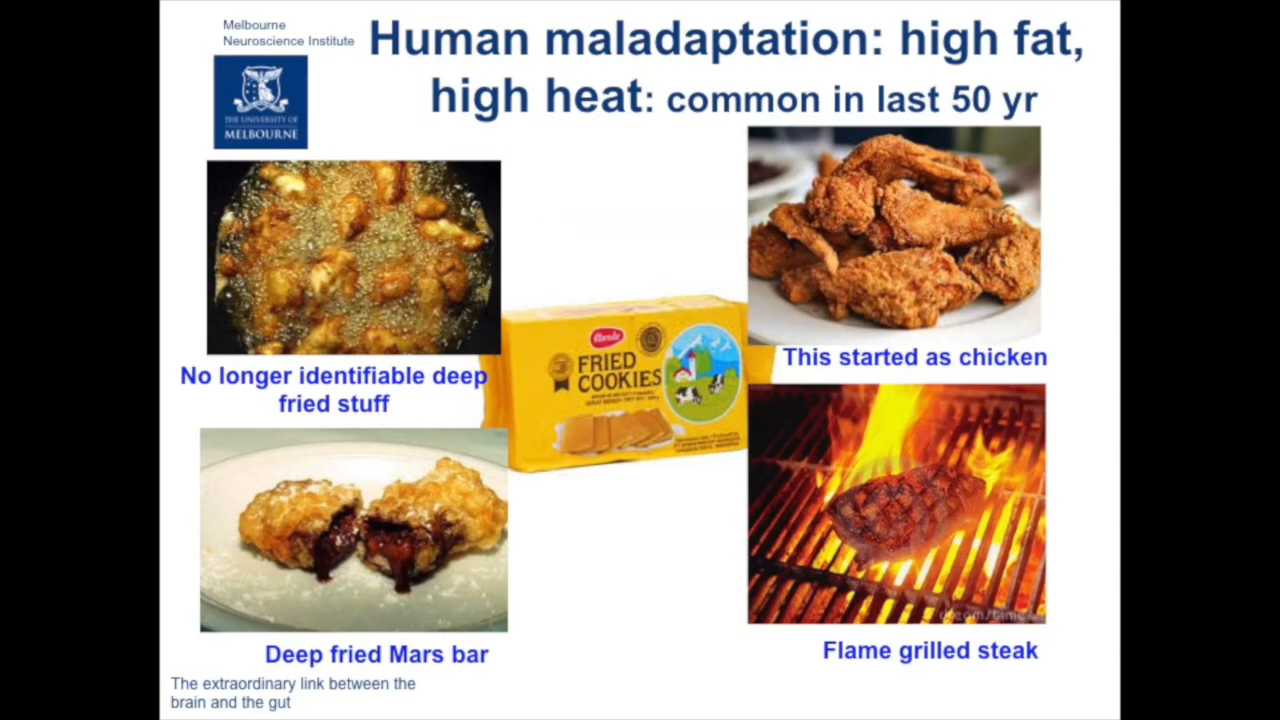 Melbourne
Neuroscience Institute
THE UNIVERSITY OF
MELBOURNE
Human maladaptation: high fat,
high heat: common in last 50 yr
No longer identifiable deep
fried stuff
FRIED
COOKIES
This started as chicken
Deep fried Mars bar
Flame grilled steak
The extraordinary link between the
brain and the gut